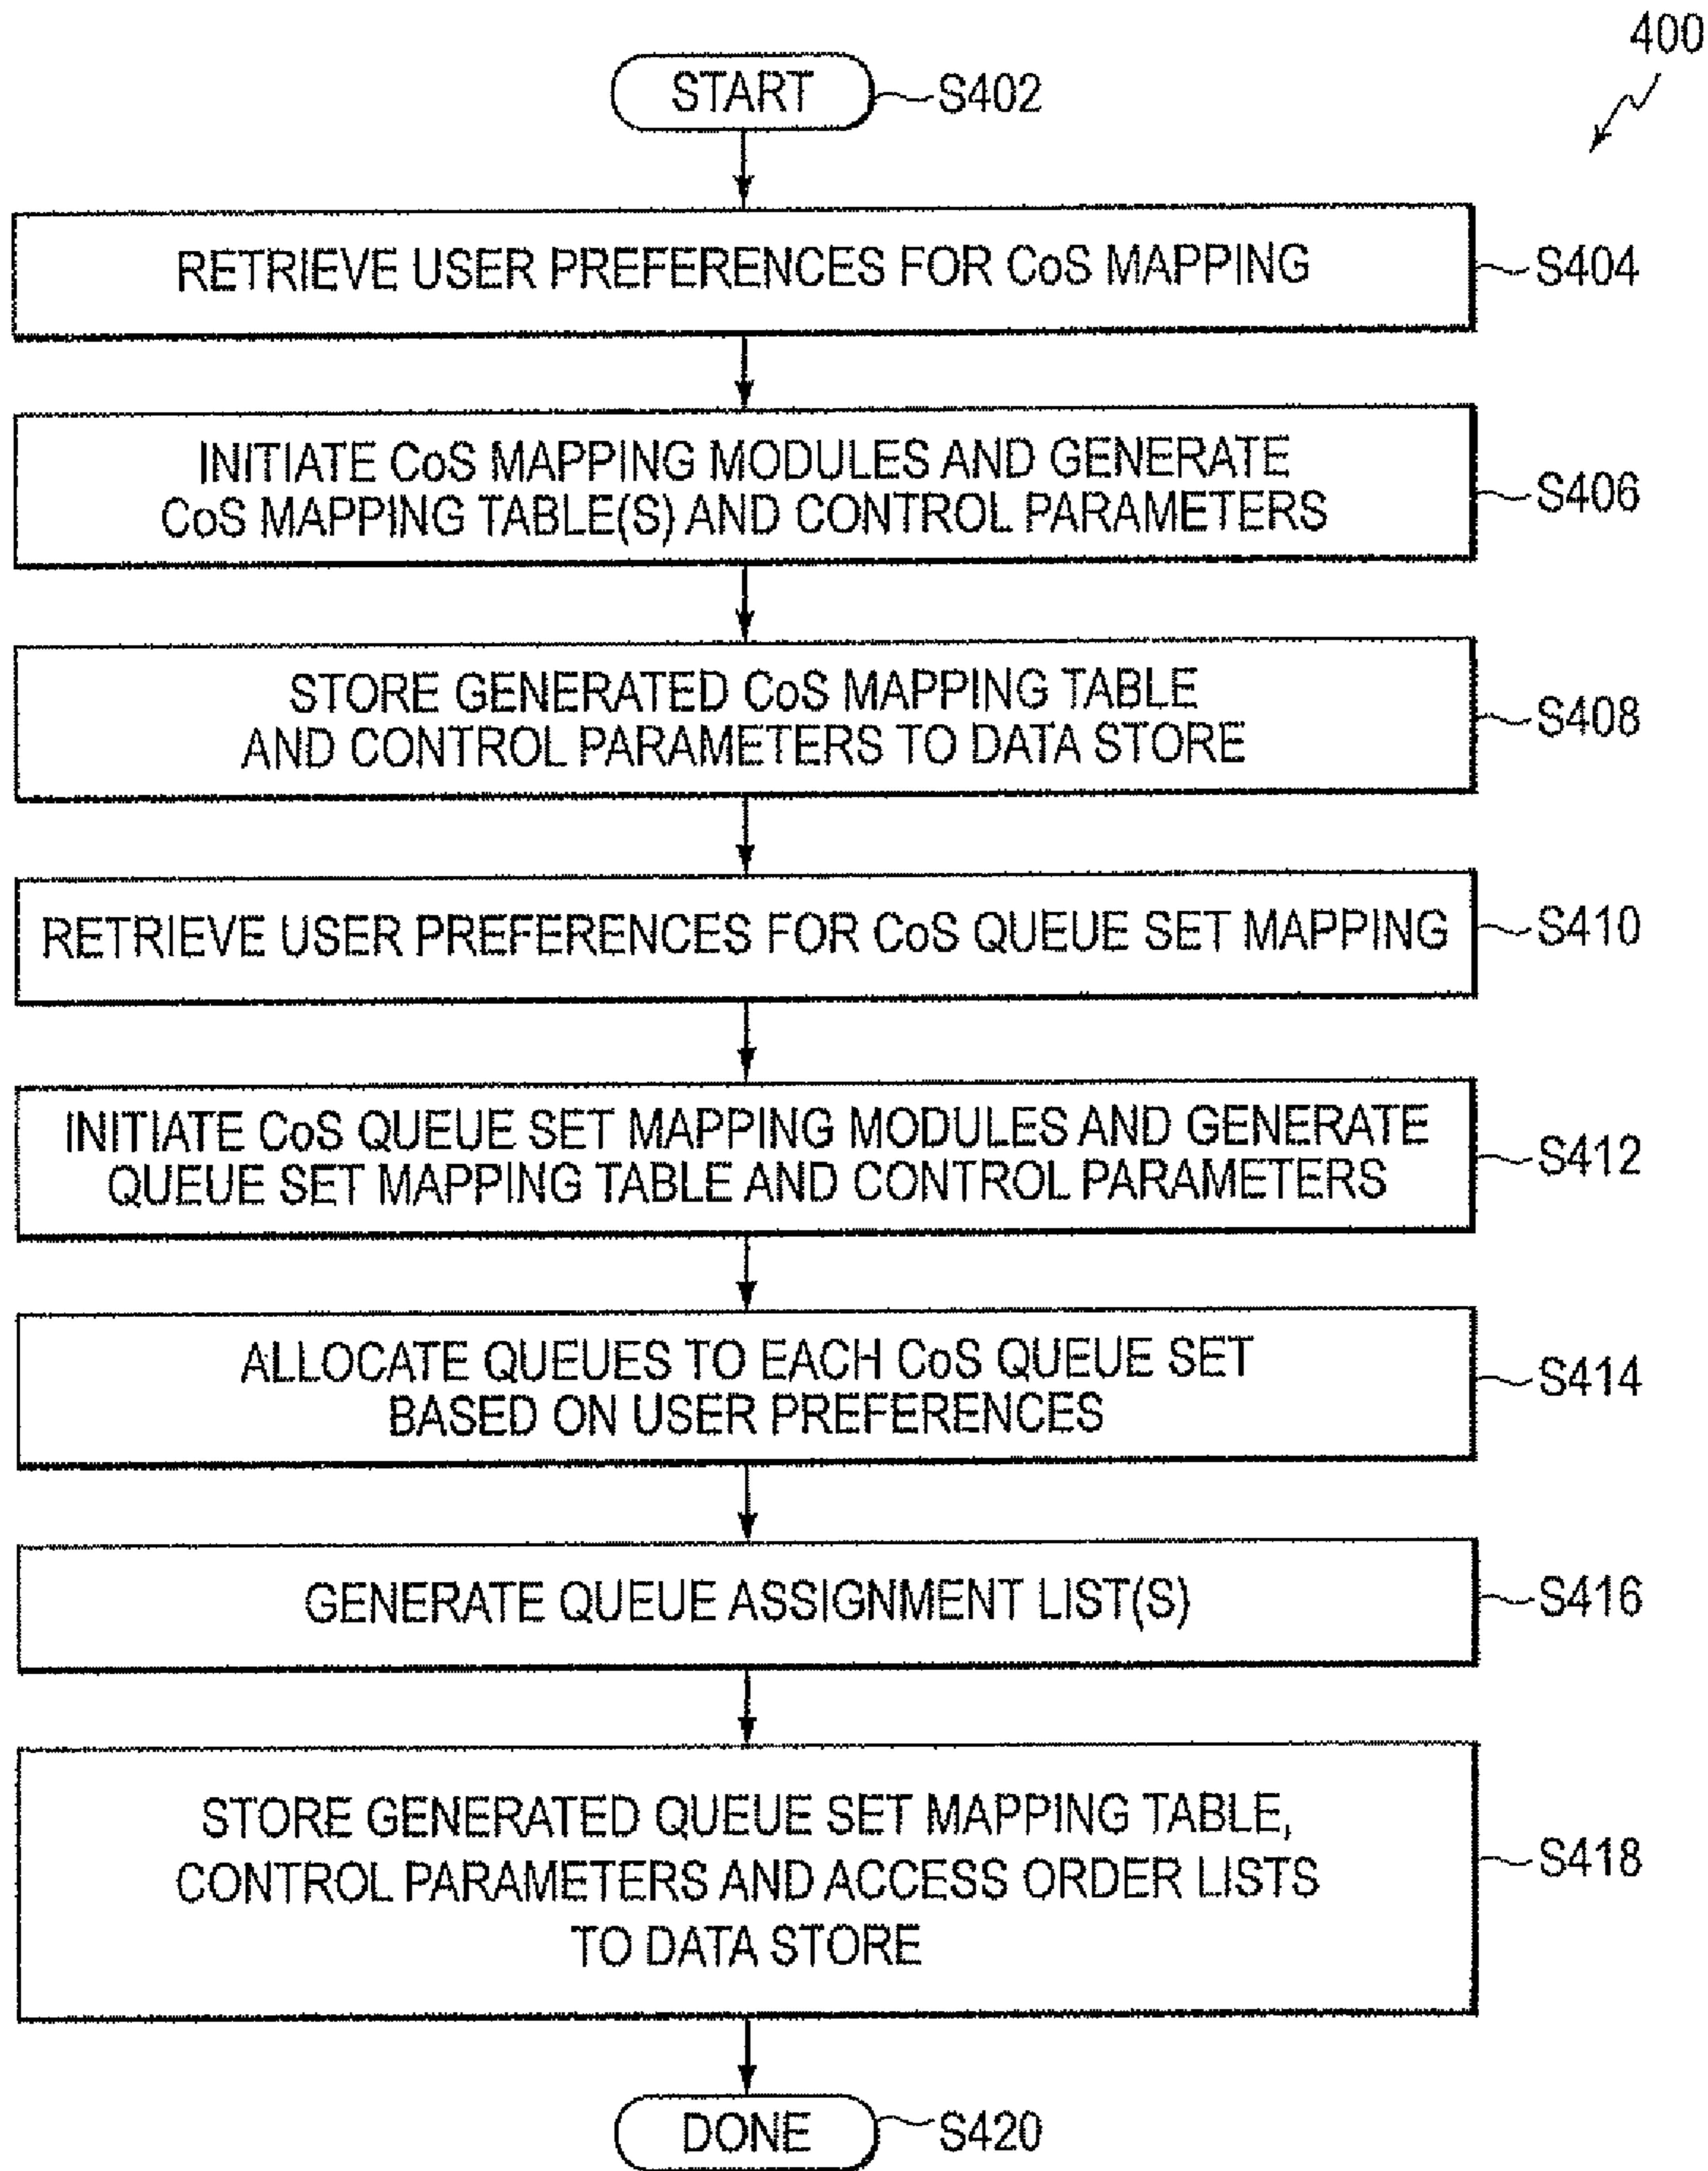 400
START
S402
RETRIEVE USER PREFERENCES FOR CoS MAPPING
S404
INITIATE CoS MAPPING MODULES AND GENERATE
CoS MAPPING TABLE(S) AND CONTROL PARAMETERS
S406
STORE GENERATED CoS MAPPING TABLE
AND CONTROL PARAMETERS TO DATA STORE
S408
RETRIEVE USER PREFERENCES FOR CoS QUEUE SET MAPPING
S410
INITIATE CoS QUEUE SET MAPPING MODULES AND GENERATE
QUEUE SET MAPPING TABLE AND CONTROL PARAMETERS
S412
ALLOCATE QUEUES TO EACH CoS QUEUE SET
BASED ON USER PREFERENCES
S414
GENERATE QUEUE ASSIGNMENT LIST(S)
S416
STORE GENERATED QUEUE SET MAPPING TABLE,
CONTROL PARAMETERS AND ACCESS ORDER LISTS
TO DATA STORE
S418
DONE
S420